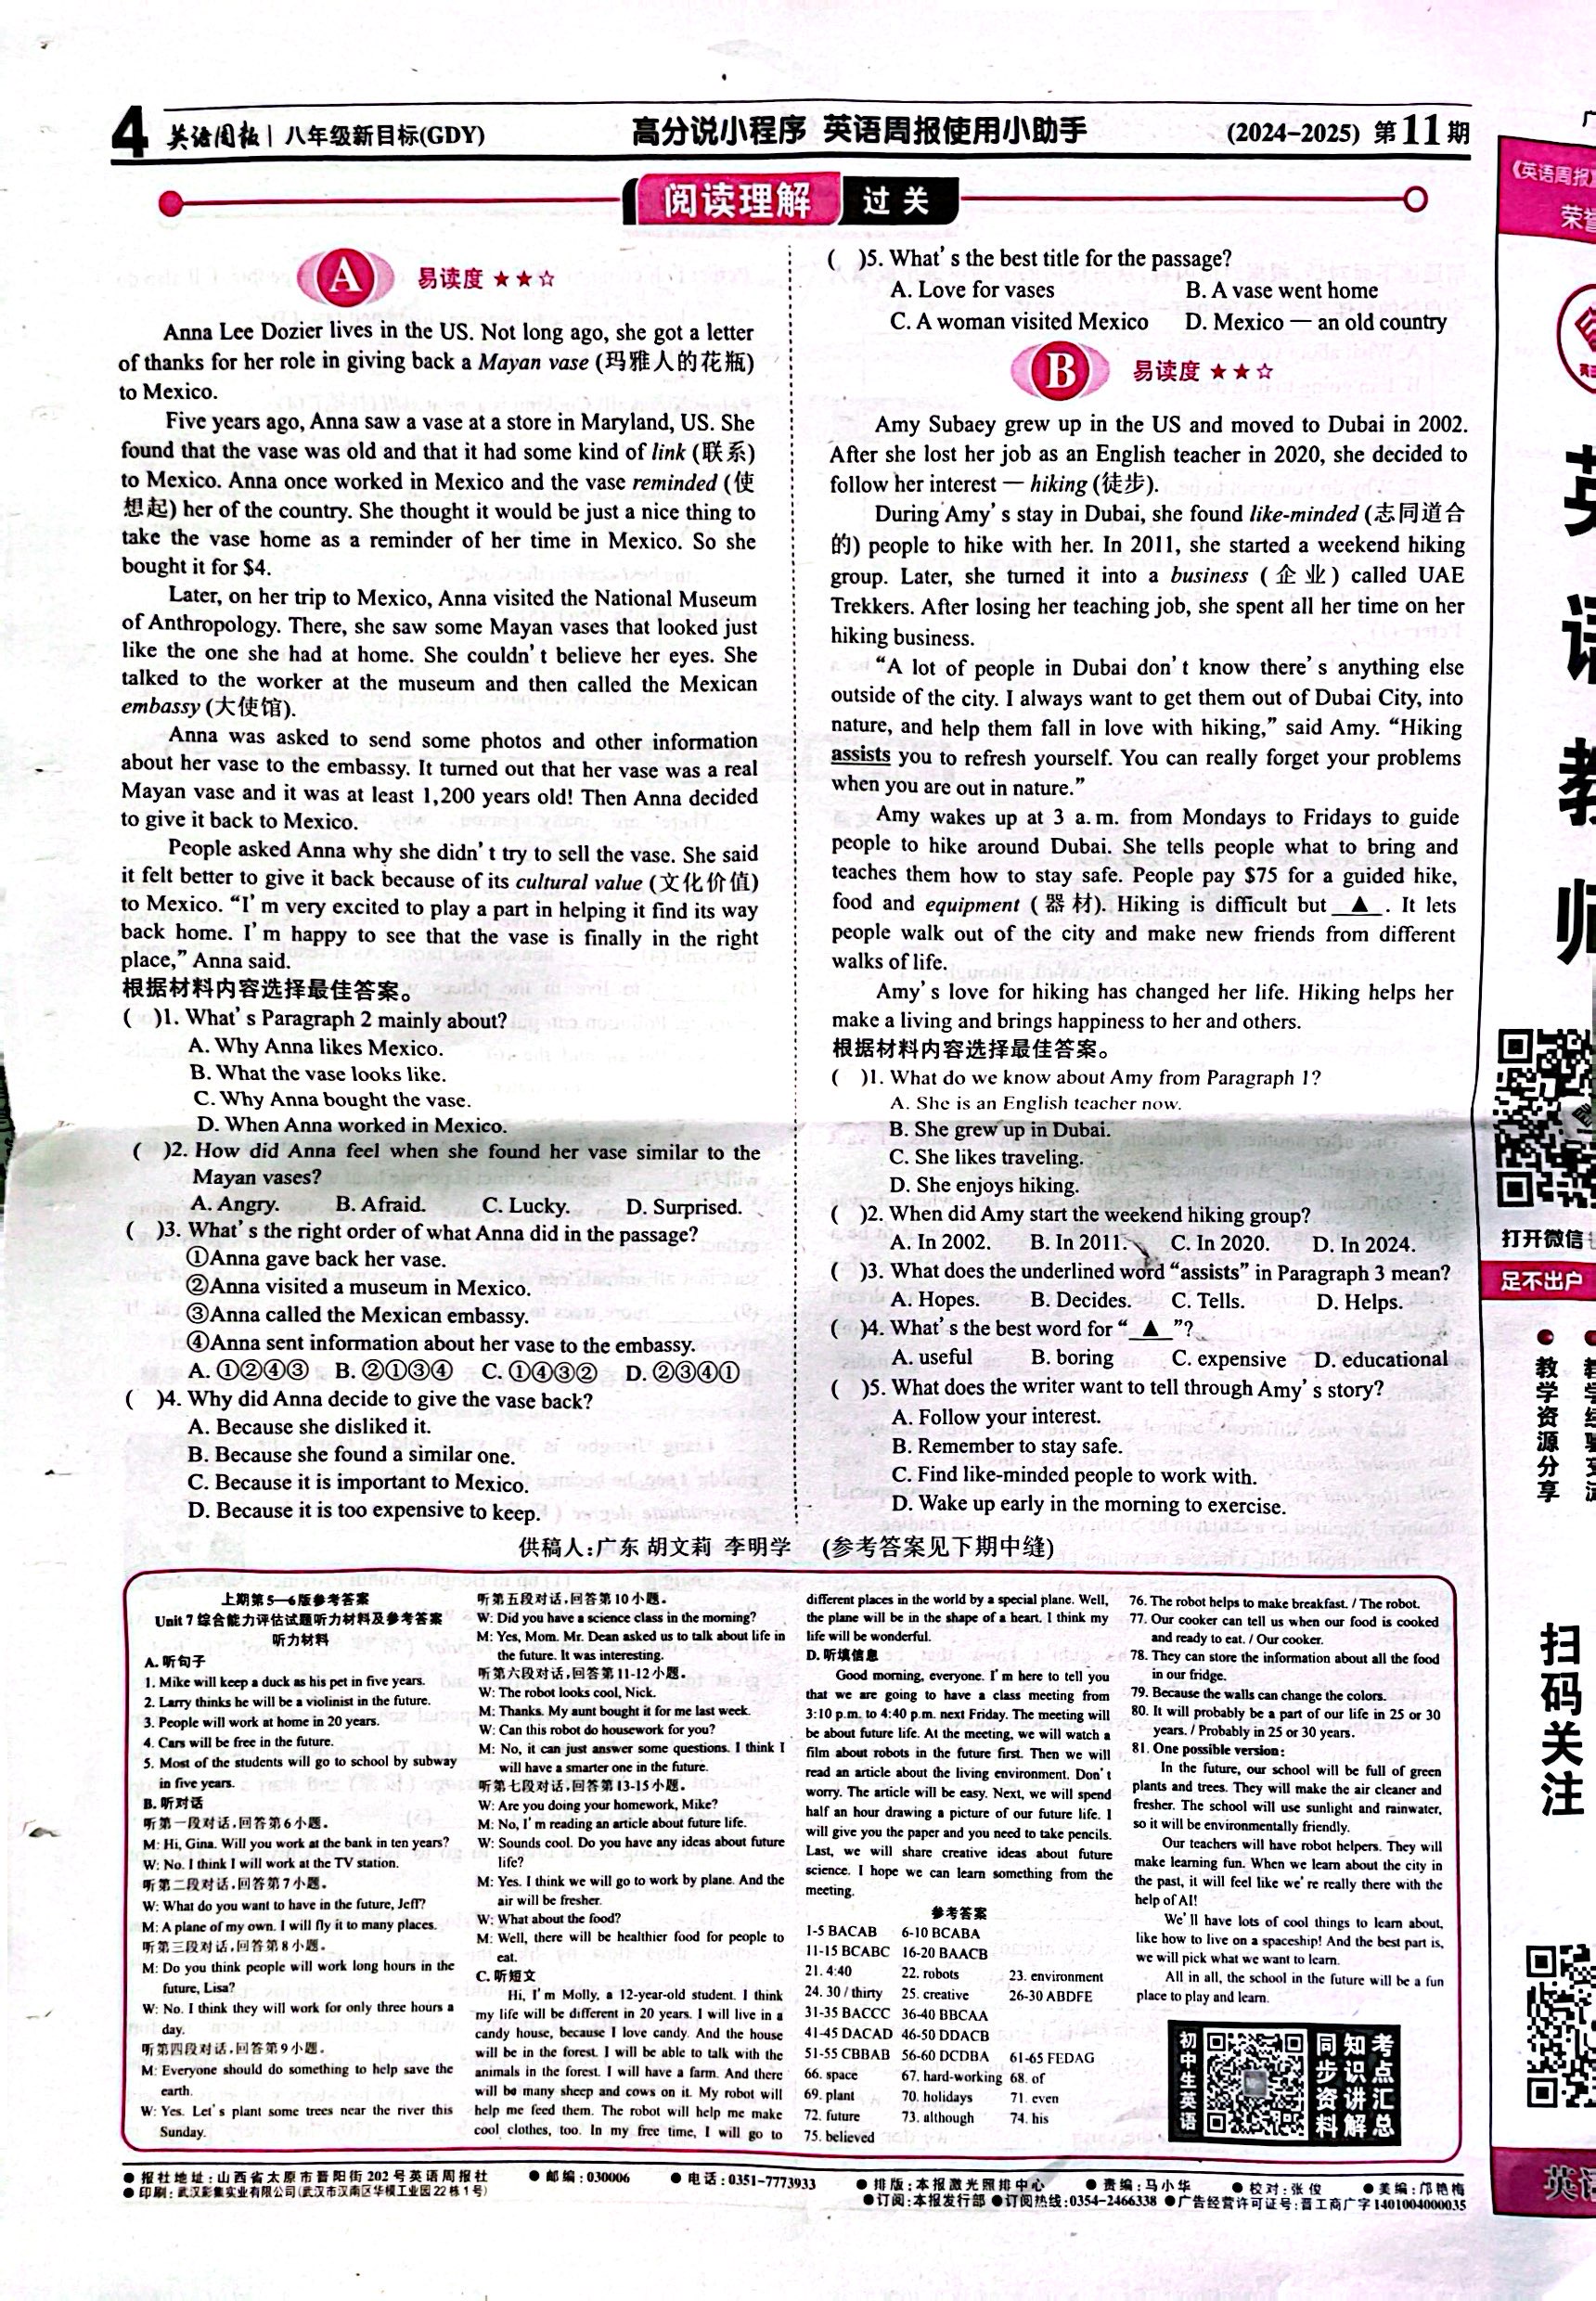 4 英语周报 | 八年级新目标(GDY)
高分说小程序 英语周报使用小助手
(2024-2025) 第11期
阅读理解 过关
A 易读度 ★★☆
Anna Lee Dozier lives in the US. Not long ago, she got a letter
of thanks for her role in giving back a Mayan vase (玛雅人的花瓶)
to Mexico.
Five years ago, Anna saw a vase at a store in Maryland, US. She
found that the vase was old and that it had some kind of link (联系)
to Mexico. Anna once worked in Mexico and the vase reminded (使
想起) her of the country. She thought it would be just a nice thing to
take the vase home as a reminder of her time in Mexico. So she
bought it for $4.
Later, on her trip to Mexico, Anna visited the National Museum
of Anthropology. There, she saw some Mayan vases that looked just
like the one she had at home. She couldn't believe her eyes. She
talked to the worker at the museum and then called the Mexican
embassy (大使馆).
Anna was asked to send some photos and other information
about her vase to the embassy. It turned out that her vase was a real
Mayan vase and it was at least 1,200 years old! Then Anna decided
to give it back to Mexico.
People asked Anna why she didn't try to sell the vase. She said
it felt better to give it back because of its cultural value (文化价值)
to Mexico. "I'm very excited to play a part in helping it find its way
back home. I'm happy to see that the vase is finally in the right
place," Anna said.
根据材料内容选择最佳答案。
( )1. What's Paragraph 2 mainly about?
A. Why Anna likes Mexico.
B. What the vase looks like.
C. Why Anna bought the vase.
D. When Anna worked in Mexico.
( )2. How did Anna feel when she found her vase similar to the
Mayan vases?
A. Angry. B. Afraid. C. Lucky. D. Surprised.
( )3. What's the right order of what Anna did in the passage?
①Anna gave back her vase.
②Anna visited a museum in Mexico.
③Anna called the Mexican embassy.
④Anna sent information about her vase to the embassy.
A. ①②④③ B. ②①③④ C. ①④③② D. ②③④①
( )4. Why did Anna decide to give the vase back?
A. Because she disliked it.
B. Because she found a similar one.
C. Because it is important to Mexico.
D. Because it is too expensive to keep.
( )5. What's the best title for the passage?
A. Love for vases B. A vase went home
C. A woman visited Mexico D. Mexico — an old country
B 易读度 ★★☆
Amy Subaey grew up in the US and moved to Dubai in 2002.
After she lost her job as an English teacher in 2020, she decided to
follow her interest — hiking (徒步).
During Amy's stay in Dubai, she found like-minded (志同道合
的) people to hike with her. In 2011, she started a weekend hiking
group. Later, she turned it into a business (企业) called UAE
Trekkers. After losing her teaching job, she spent all her time on her
hiking business.
"A lot of people in Dubai don't know there's anything else
outside of the city. I always want to get them out of Dubai City, into
nature, and help them fall in love with hiking," said Amy. "Hiking
assists you to refresh yourself. You can really forget your problems
when you are out in nature."
Amy wakes up at 3 a.m. from Mondays to Fridays to guide
people to hike around Dubai. She tells people what to bring and
teaches them how to stay safe. People pay $75 for a guided hike,
food and equipment (器材). Hiking is difficult but ▲ . It lets
people walk out of the city and make new friends from different
walks of life.
Amy's love for hiking has changed her life. Hiking helps her
make a living and brings happiness to her and others.
根据材料内容选择最佳答案。
( )1. What do we know about Amy from Paragraph 1?
A. She is an English teacher now.
B. She grew up in Dubai.
C. She likes traveling.
D. She enjoys hiking.
( )2. When did Amy start the weekend hiking group?
A. In 2002. B. In 2011. C. In 2020. D. In 2024.
( )3. What does the underlined word "assists" in Paragraph 3 mean?
A. Hopes. B. Decides. C. Tells. D. Helps.
( )4. What's the best word for " ▲ "?
A. useful B. boring C. expensive D. educational
( )5. What does the writer want to tell through Amy's story?
A. Follow your interest.
B. Remember to stay safe.
C. Find like-minded people to work with.
D. Wake up early in the morning to exercise.
供稿人:广东 胡文莉 李明学 (参考答案见下期中缝)
上期第5—6版参考答案
Unit 7 综合能力评估试题听力材料及参考答案
听力材料
A. 听句子
1. Mike will keep a duck as his pet in five years.
2. Larry thinks he will be a violinist in the future.
3. People will work at home in 20 years.
4. Cars will be free in the future.
5. Most of the students will go to school by subway
in five years.
B. 听对话
听第一段对话,回答第6小题。
M: Hi, Gina. Will you work at the bank in ten years?
W: No. I think I will work at the TV station.
听第二段对话,回答第7小题。
W: What do you want to have in the future, Jeff?
M: A plane of my own. I will fly it to many places.
听第三段对话,回答第8小题。
M: Do you think people will work long hours in the
future, Lisa?
W: No. I think they will work for only three hours a
day.
听第四段对话,回答第9小题。
M: Everyone should do something to help save the
earth.
W: Yes. Let's plant some trees near the river this
Sunday.
听第五段对话,回答第10小题。
W: Did you have a science class in the morning?
M: Yes, Mom. Mr. Dean asked us to talk about life in
the future. It was interesting.
听第六段对话,回答第11-12小题。
W: The robot looks cool, Nick.
M: Thanks. My aunt bought it for me last week.
W: Can this robot do housework for you?
M: No, it can just answer some questions. I think I
will have a smarter one in the future.
听第七段对话,回答第13-15小题。
W: Are you doing your homework, Mike?
M: No, I'm reading an article about future life.
W: Sounds cool. Do you have any ideas about future
life?
M: Yes. I think we will go to work by plane. And the
air will be fresher.
W: What about the food?
M: Well, there will be healthier food for people to
eat.
C. 听短文
Hi, I'm Molly, a 12-year-old student. I think
my life will be different in 20 years. I will live in a
candy house, because I love candy. And the house
will be in the forest. I will be able to talk with the
animals in the forest. I will have a farm. And there
will be many sheep and cows on it. My robot will
help me feed them. The robot will help me make
cool clothes, too. In my free time, I will go to
different places in the world by a special plane. Well,
the plane will be in the shape of a heart. I think my
life will be wonderful.
D. 听填信息
Good morning, everyone. I'm here to tell you
that we are going to have a class meeting from
3:10 p.m. to 4:40 p.m. next Friday. The meeting will
be about future life. At the meeting, we will watch a
film about robots in the future first. Then we will
read an article about the living environment. Don't
worry. The article will be easy. Next, we will spend
half an hour drawing a picture of our future life. I
will give you the paper and you need to take pencils.
Last, we will share creative ideas about future
science. I hope we can learn something from the
meeting.
参考答案
1-5 BACAB 6-10 BCABA
11-15 BCABC 16-20 BAACB
21. 4:40 22. robots 23. environment
24. 30 / thirty 25. creative 26-30 ABDFE
31-35 BACCC 36-40 BBCAA
41-45 DACAD 46-50 DDACB
51-55 CBBAB 56-60 DCDBA 61-65 FEDAG
66. space 67. hard-working 68. of
69. plant 70. holidays 71. even
72. future 73. although 74. his
75. believed
76. The robot helps to make breakfast. / The robot.
77. Our cooker can tell us when our food is cooked
and ready to eat. / Our cooker.
78. They can store the information about all the food
in our fridge.
79. Because the walls can change the colors.
80. It will probably be a part of our life in 25 or 30
years. / Probably in 25 or 30 years.
81. One possible version:
In the future, our school will be full of green
plants and trees. They will make the air cleaner and
fresher. The school will use sunlight and rainwater,
so it will be environmentally friendly.
Our teachers will have robot helpers. They will
make learning fun. When we learn about the city in
the past, it will feel like we're really there with the
help of AI!
We'll have lots of cool things to learn about,
like how to live on a spaceship! And the best part is,
we will pick what we want to learn.
All in all, the school in the future will be a fun
place to play and learn.
初中生英语
同步资料
知识讲解
考点汇总
●报社地址:山西省太原市晋阳街202号英语周报社 ●邮编:030006 ●电话:0351-7773933 ●排版:本报激光照排中心 ●责编:马小华 ●校对:张俊 ●美编:邝艳梅
●印刷:武汉彩集实业有限公司(武汉市汉南区华顿工业园22栋1号) ●订阅:本报发行部 ●订阅热线:0354-2466338 ●广告经营许可证号:晋工商广字1401004000035
《英语周报》
荣誉
英语教师
打开微信
足不出户
●教学资源分享
扫码关注
英语